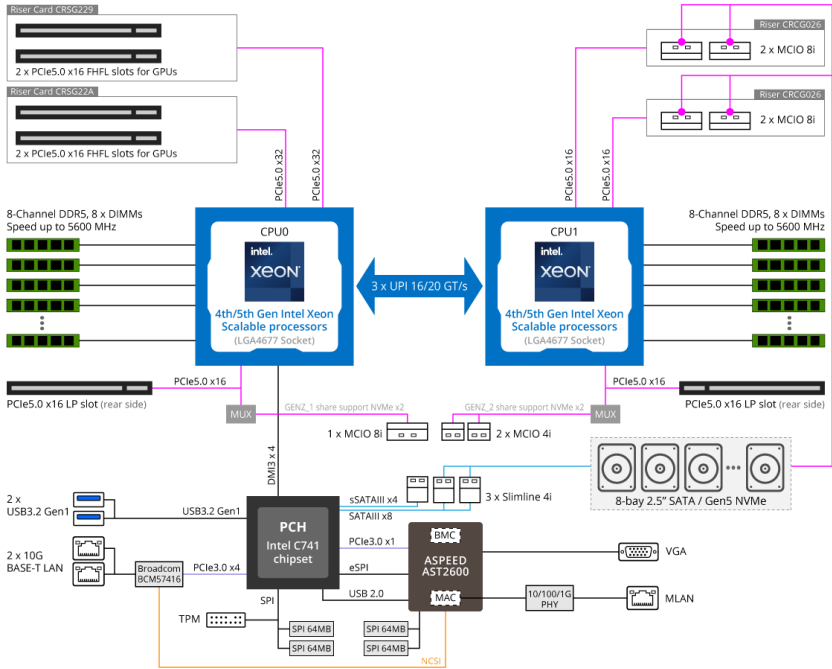 Riser Card CRSG229
2 x PCIe5.0 x16 FHFL slots for GPUs
Riser Card CRSG22A
2 x PCIe5.0 x16 FHFL slots for GPUs
Riser CRCG026
2 x MCIO 8i
Riser CRCG026
2 x MCIO 8i
PCIe5.0 x32
PCIe5.0 x32
PCIe5.0 x16
PCIe5.0 x16
8-Channel DDR5, 8 x DIMMs
Speed up to 5600 MHz
CPU0
intel.
xeon®
4th/5th Gen Intel Xeon
Scalable processors
(LGA4677 Socket)
3 x UPI 16/20 GT/s
CPU1
intel.
xeon®
4th/5th Gen Intel Xeon
Scalable processors
(LGA4677 Socket)
8-Channel DDR5, 8 x DIMMs
Speed up to 5600 MHz
PCIe5.0 x16
PCIe5.0 x16 LP slot (rear side)
MUX
GENZ_1 share support NVMe x2
1 x MCIO 8i
PCIe5.0 x16
PCIe5.0 x16 LP slot (rear side)
MUX
GENZ_2 share support NVMe x2
2 x MCIO 4i
DMI3 x 4
8-bay 2.5" SATA / Gen5 NVMe
sSATAIII x4
SATAIII x8
3 x Slimline 4i
2 x
USB3.2 Gen1
USB3.2 Gen1
PCH
Intel C741
chipset
2 x 10G
BASE-T LAN
Broadcom
BCM57416
PCIe3.0 x4
PCIe3.0 x1
eSPI
USB 2.0
BMC
ASPEED
AST2600
MAC
VGA
10/100/1G
PHY
MLAN
SPI
TPM
SPI 64MB
SPI 64MB
SPI 64MB
SPI 64MB
NCSI